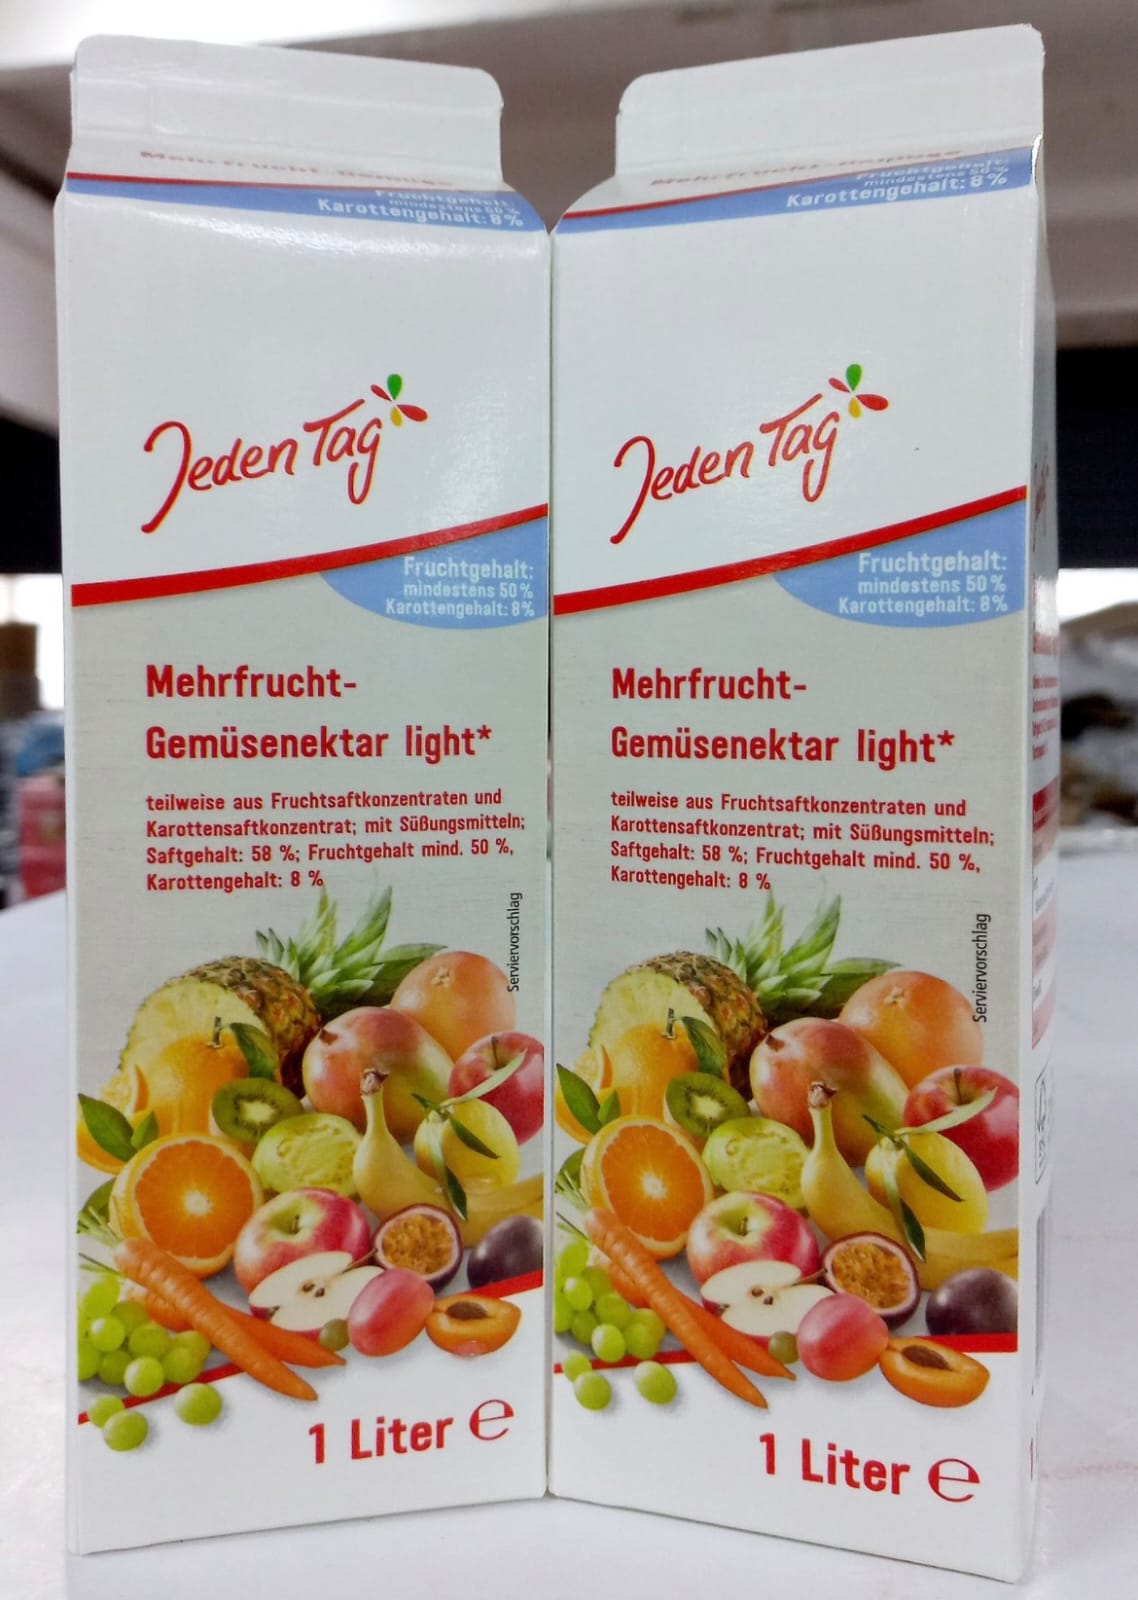 Mehrfrucht-Gemüse
Fruchtgehalt:
mindestens 50%
Karottengehalt: 8%
Jeden Tag
Fruchtgehalt:
mindestens 50%
Karottengehalt: 8%
Mehrfrucht-
Gemüsenektar light*
teilweise aus Fruchtsaftkonzentraten und
Karottensaftkonzentrat; mit Süßungsmitteln;
Saftgehalt: 58 %; Fruchtgehalt mind. 50 %,
Karottengehalt: 8 %
Serviervorschlag
1 Liter ℮
Fruchtgehalt:
mindestens 50%
Karottengehalt: 8%
Jeden Tag
Fruchtgehalt:
mindestens 50%
Karottengehalt: 8%
Mehrfrucht-
Gemüsenektar light*
teilweise aus Fruchtsaftkonzentraten und
Karottensaftkonzentrat; mit Süßungsmitteln;
Saftgehalt: 58 %; Fruchtgehalt mind. 50 %,
Karottengehalt: 8 %
Serviervorschlag
1 Liter ℮